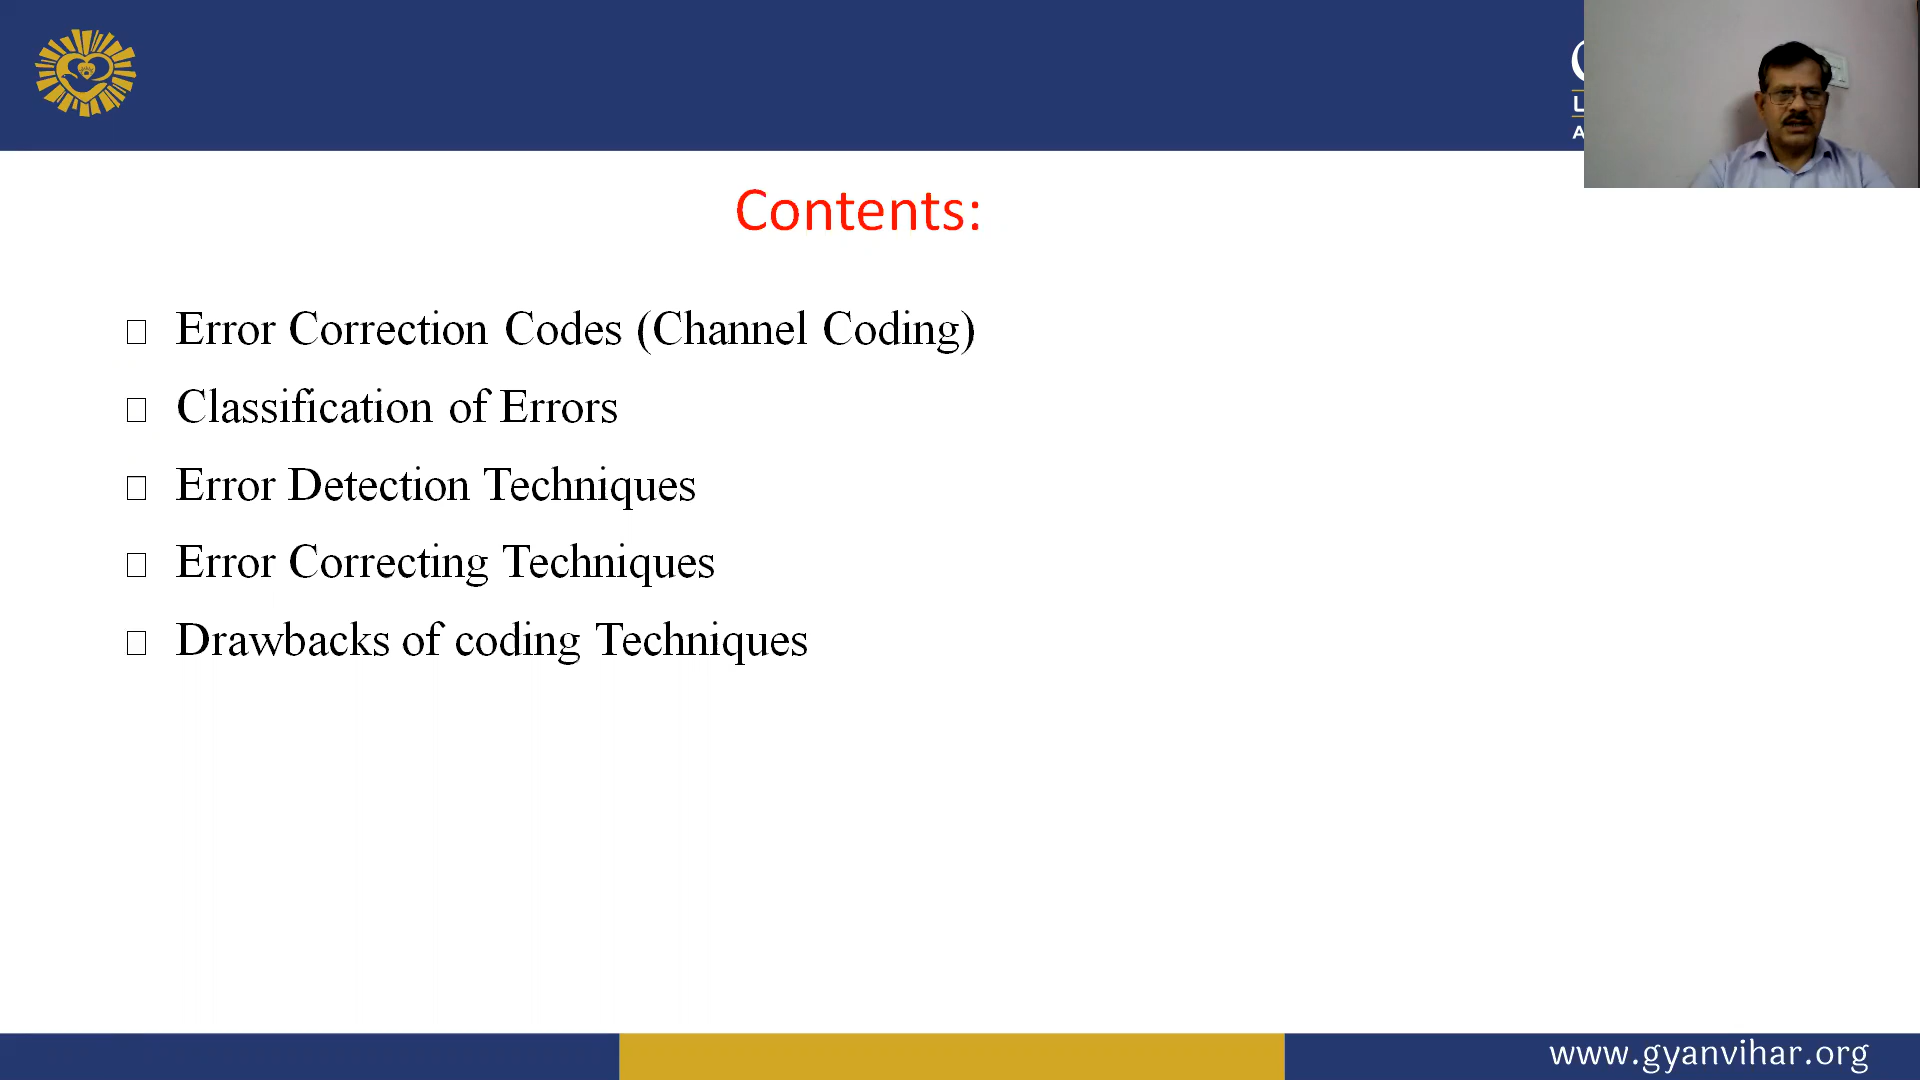 Contents:
Error Correction Codes (Channel Coding)
Classification of Errors
Error Detection Techniques
Error Correcting Techniques
Drawbacks of coding Techniques
www.gyanvihar.org